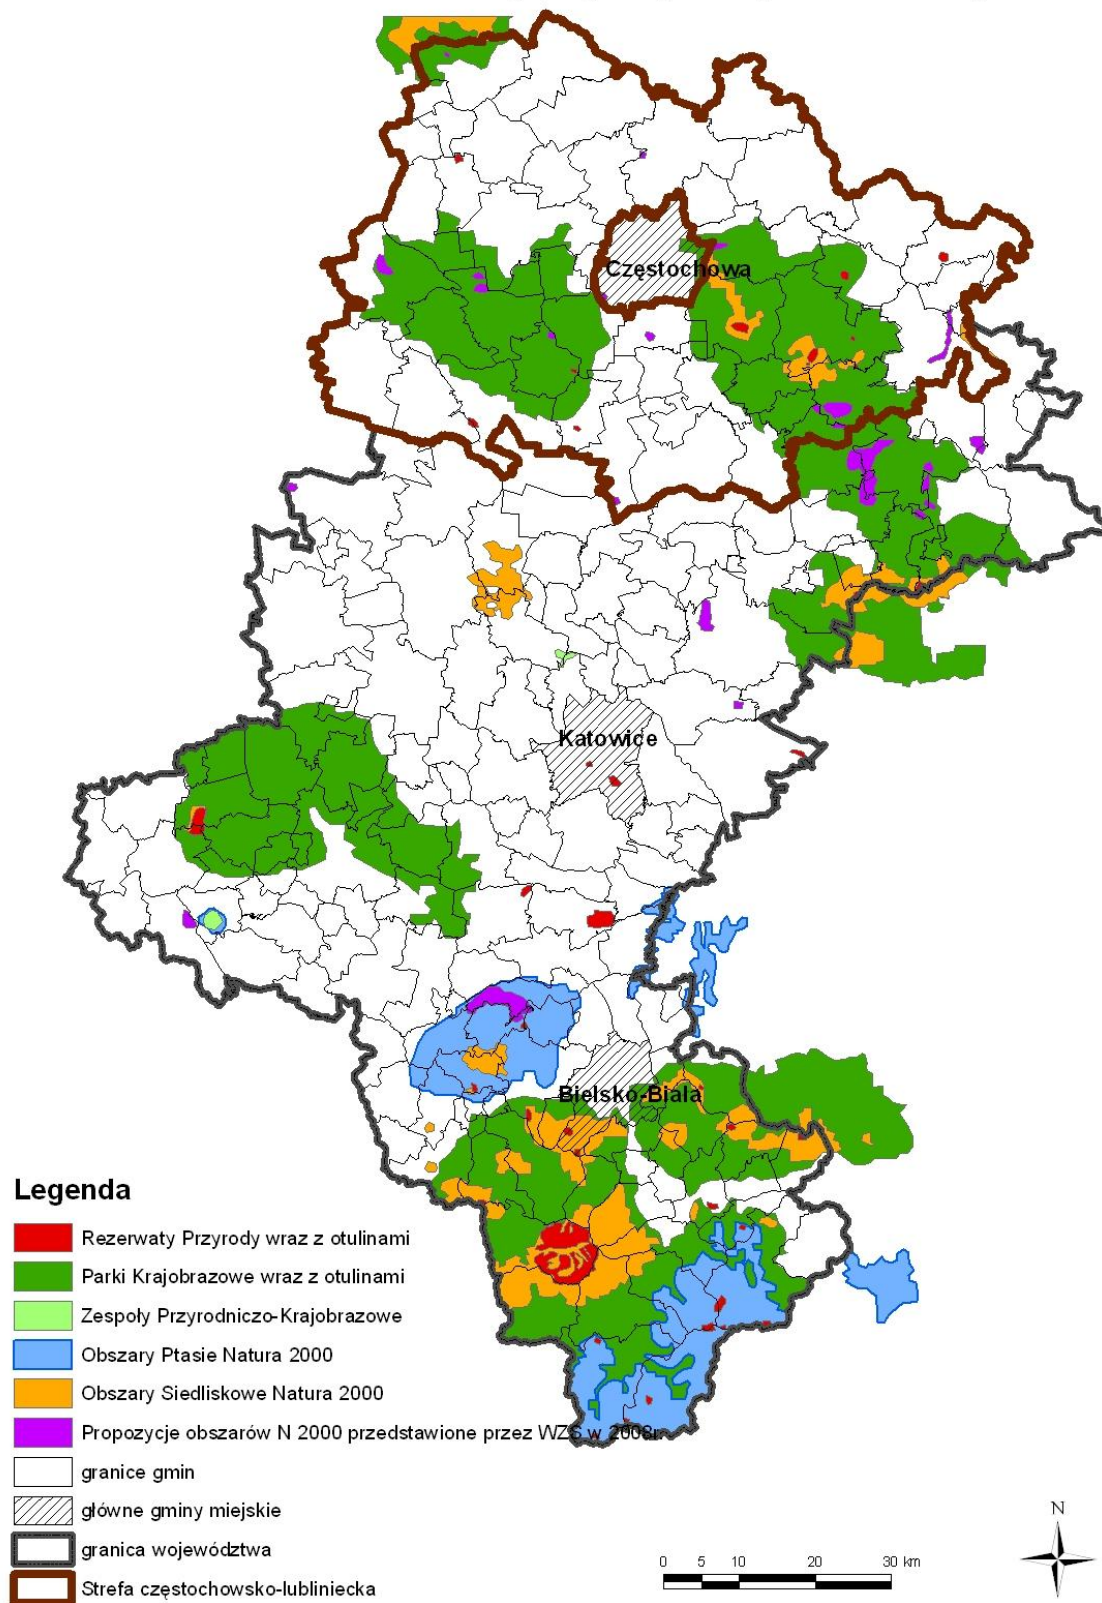 Częstochowa
Katowice
Bielsko-Biala
Legenda
Rezerwaty Przyrody wraz z otulinami
Parki Krajobrazowe wraz z otulinami
Zespoły Przyrodniczo-Krajobrazowe
Obszary Ptasie Natura 2000
Obszary Siedliskowe Natura 2000
Propozycje obszarów N 2000 przedstawione przez WZS w 2008r.
granice gmin
główne gminy miejskie
granica województwa
Strefa częstochowsko-lubliniecka
N
0 5 10 20 30 km